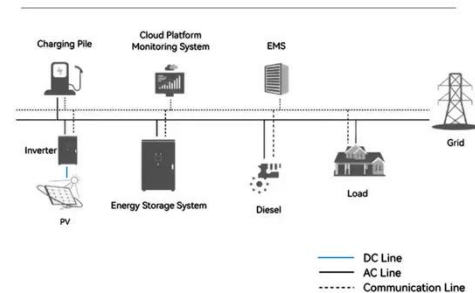 Charging Pile
Cloud Platform
Monitoring System
EMS
Grid
Inverter
PV
Energy Storage System
Diesel
Load
DC Line
AC Line
Communication Line